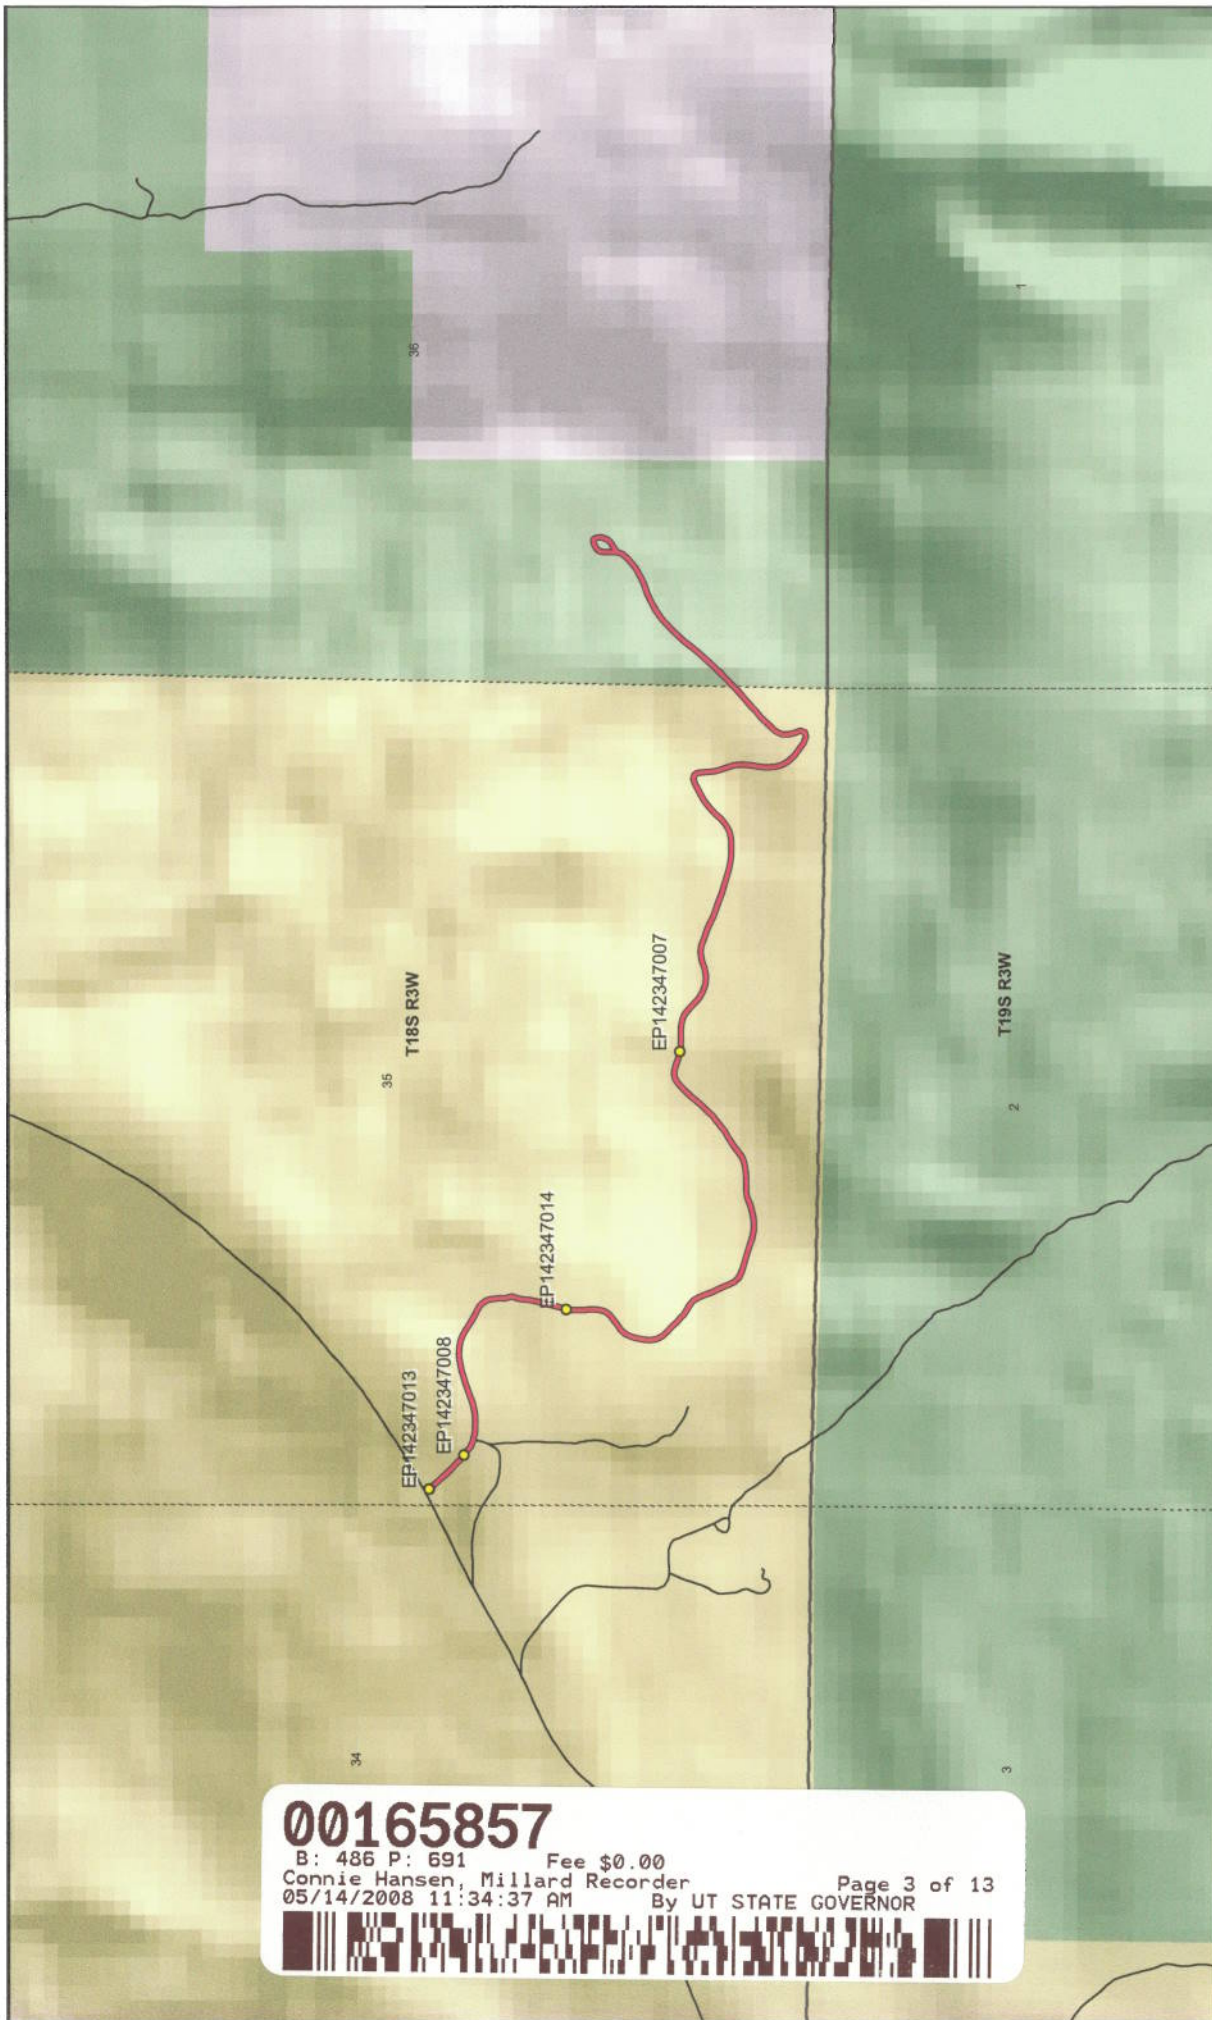 36
1
T18S R3W
35
EP142347007
T19S R3W
2
EP142347014
EP142347008
EP142347013
34
3
00165857
B: 486 P: 691 Fee $0.00
Connie Hansen, Millard Recorder Page 3 of 13
05/14/2008 11:34:37 AM By UT STATE GOVERNOR